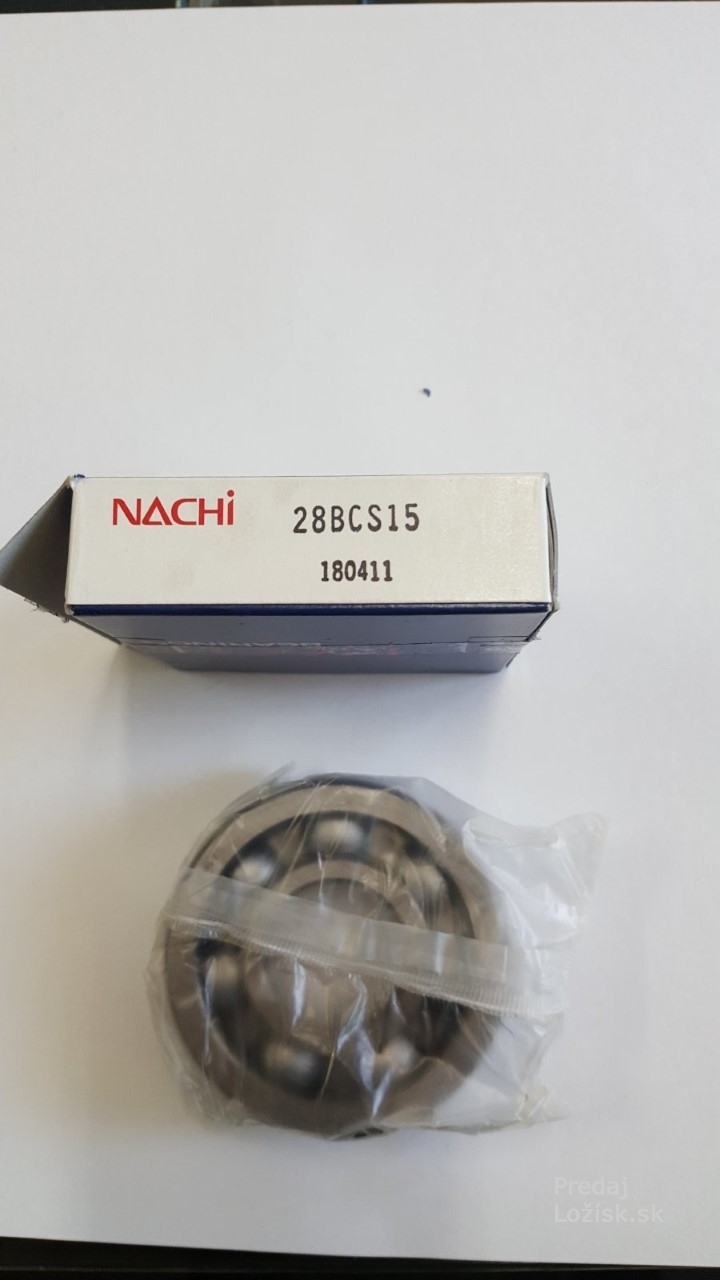 NACHi
28BCS15
180411
Predaj
Ložísk.sk